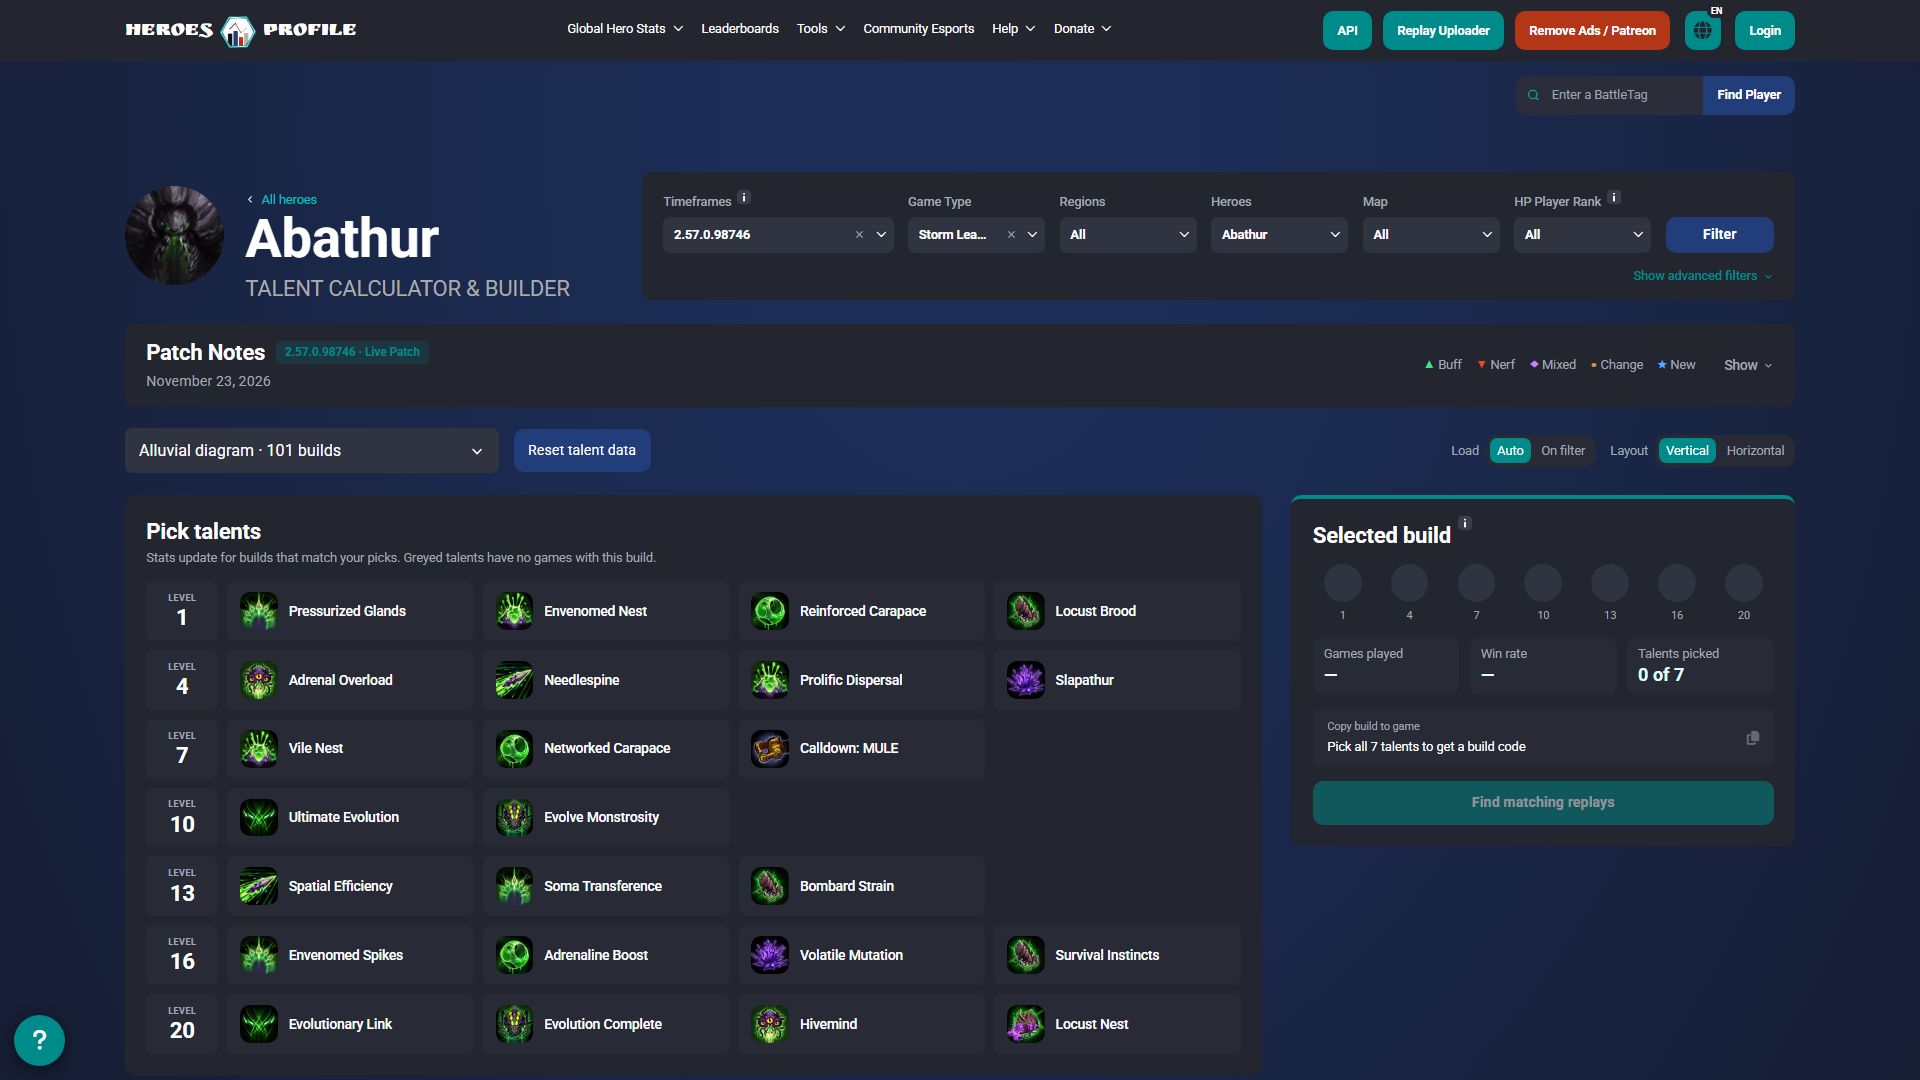 HEROES PROFILE
Global Hero Stats
Leaderboards
Tools
Community Esports
Help
Donate
API
Replay Uploader
Remove Ads / Patreon
EN
Login
Enter a BattleTag
Find Player
All heroes
Abathur
TALENT CALCULATOR & BUILDER
Timeframes i
2.57.0.98746 ×
Game Type
Storm Lea... ×
Regions
All
Heroes
Abathur
Map
All
HP Player Rank i
All
Filter
Show advanced filters
Patch Notes 2.57.0.98746 · Live Patch
November 23, 2026
Buff Nerf Mixed Change New Show
Alluvial diagram · 101 builds
Reset talent data
Load Auto On filter Layout Vertical Horizontal
Pick talents
Stats update for builds that match your picks. Greyed talents have no games with this build.
LEVEL
1
Pressurized Glands
Envenomed Nest
Reinforced Carapace
Locust Brood
LEVEL
4
Adrenal Overload
Needlespine
Prolific Dispersal
Slapathur
LEVEL
7
Vile Nest
Networked Carapace
Calldown: MULE
LEVEL
10
Ultimate Evolution
Evolve Monstrosity
LEVEL
13
Spatial Efficiency
Soma Transference
Bombard Strain
LEVEL
16
Envenomed Spikes
Adrenaline Boost
Volatile Mutation
Survival Instincts
LEVEL
20
Evolutionary Link
Evolution Complete
Hivemind
Locust Nest
Selected build i
1 4 7 10 13 16 20
Games played
—
Win rate
—
Talents picked
0 of 7
Copy build to game
Pick all 7 talents to get a build code
Find matching replays
?